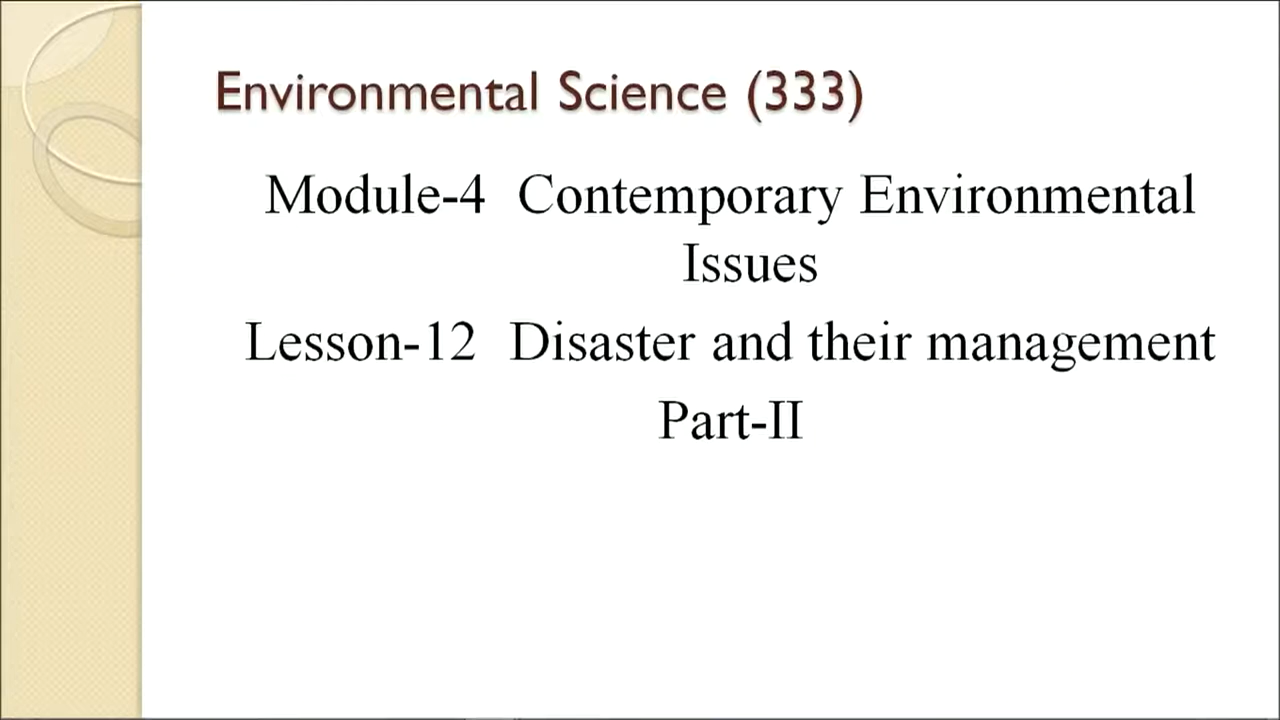 Environmental Science (333)
Module-4 Contemporary Environmental
Issues
Lesson-12 Disaster and their management
Part-II